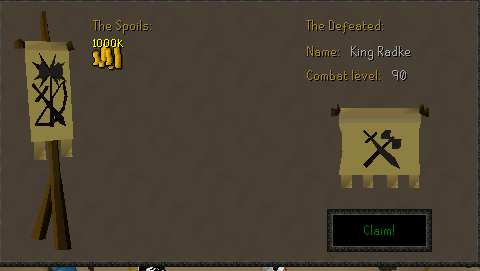 The Spoils:
1000k
The Defeated:
Name: King Radke
Combat level: 90
Claim!